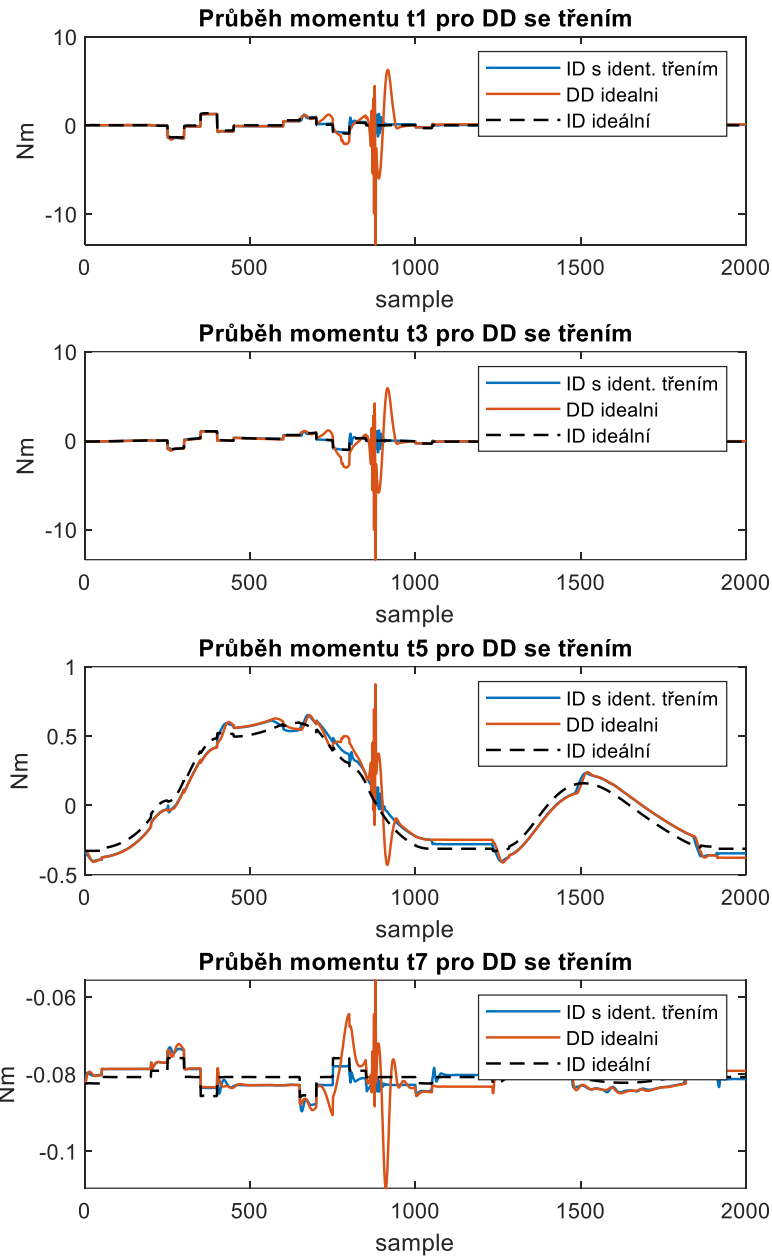 Průběh momentu t1 pro DD se třením
10
0
-10
Nm
ID s ident. třením
DD idealni
ID ideální
0 500 1000 1500 2000
sample
Průběh momentu t3 pro DD se třením
10
0
-10
Nm
ID s ident. třením
DD idealni
ID ideální
0 500 1000 1500 2000
sample
Průběh momentu t5 pro DD se třením
1
0.5
0
-0.5
Nm
ID s ident. třením
DD idealni
ID ideální
0 500 1000 1500 2000
sample
Průběh momentu t7 pro DD se třením
-0.06
-0.08
-0.1
Nm
ID s ident. třením
DD idealni
ID ideální
0 500 1000 1500 2000
sample